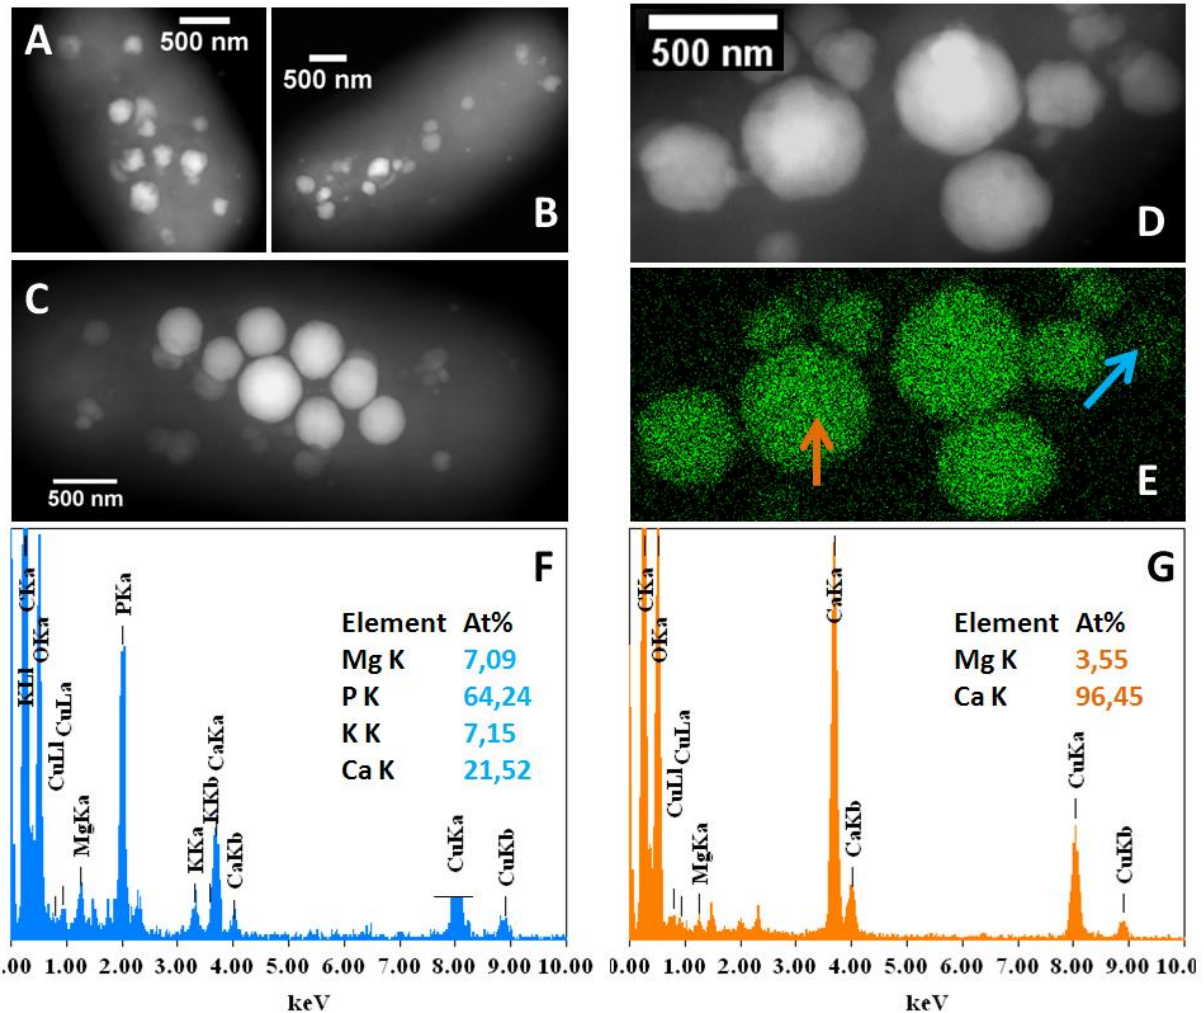 A
500 nm
500 nm
B
500 nm
D
C
500 nm
E
F
CKa
OKa
KLl
CuLl
CuLa
MgKa
PKa
KKa
KKb
CaKa
CaKb
CuKa
CuKb
Element At%
Mg K 7,09
P K 64,24
K K 7,15
Ca K 21,52
.00 1.00 2.00 3.00 4.00 5.00 6.00 7.00 8.00 9.00 10.00
keV
G
CKa
OKa
CuLl
CuLa
MgKa
CaKa
CaKb
CuKa
CuKb
Element At%
Mg K 3,55
Ca K 96,45
0.00 1.00 2.00 3.00 4.00 5.00 6.00 7.00 8.00 9.00 10.0
keV